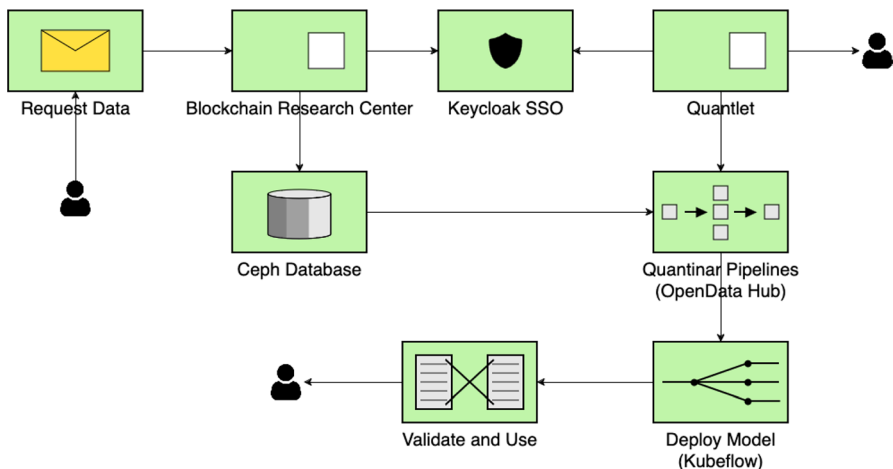 Request Data
Blockchain Research Center
Keycloak SSO
Quantlet
Ceph Database
Quantinar Pipelines
(OpenData Hub)
Validate and Use
Deploy Model
(Kubeflow)